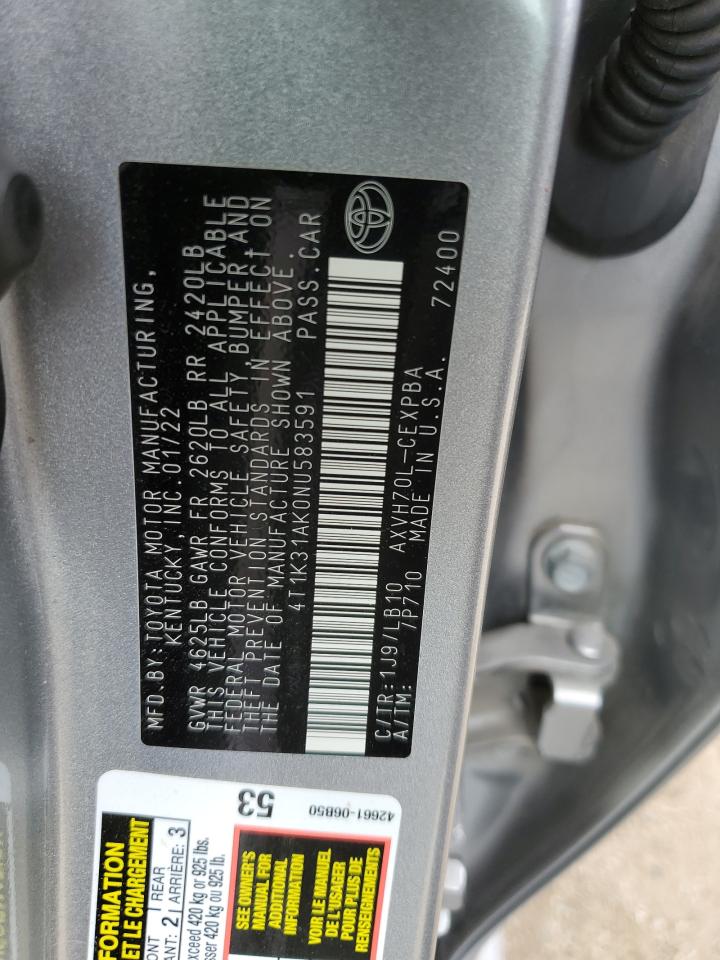 MFD.BY:TOYOTA MOTOR MANUFACTURING,
KENTUCKY,INC.01/22
GVWR 4625LB GAWR FR 2620LB RR 2420LB
THIS VEHICLE CONFORMS TO ALL APPLICABLE
FEDERAL MOTOR VEHICLE SAFETY, BUMPER,AND
THEFT PREVENTION STANDARDS IN EFFECT ON
THE DATE OF MANUFACTURE SHOWN ABOVE.
4T1K31AK0NU583591 PASS.CAR
C/TR:1J9/LB10 AXVH70L-CEXPBA
A/TM: /P710 MADE IN U.S.A. 72400
FORMATION
ET LE CHARGEMENT
2 REAR
ARRIÈRE: 3
420 kg or 925 lbs.
420 kg ou 925 lb.
53
42661-06B50
SEE OWNER'S
MANUAL FOR
ADDITIONAL
INFORMATION
VOIR LE MANUEL
DE L'USAGER
POUR PLUS DE
RENSEIGNEMENTS